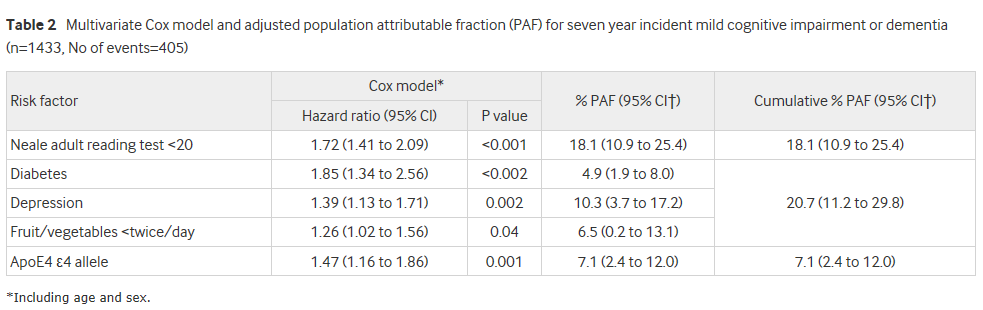 Table 2 Multivariate Cox model and adjusted population attributable fraction (PAF) for seven year incident mild cognitive impairment or dementia
(n=1433, No of events=405)
Risk factor
Cox model*
% PAF (95% CI†)
Cumulative % PAF (95% CI†)
Hazard ratio (95% CI)
P value
Neale adult reading test <20 1.72 (1.41 to 2.09) <0.001 18.1 (10.9 to 25.4) 18.1 (10.9 to 25.4)
Diabetes 1.85 (1.34 to 2.56) <0.002 4.9 (1.9 to 8.0)
Depression 1.39 (1.13 to 1.71) 0.002 10.3 (3.7 to 17.2) 20.7 (11.2 to 29.8)
Fruit/vegetables <twice/day 1.26 (1.02 to 1.56) 0.04 6.5 (0.2 to 13.1)
ApoE4 ε4 allele 1.47 (1.16 to 1.86) 0.001 7.1 (2.4 to 12.0) 7.1 (2.4 to 12.0)
*Including age and sex.